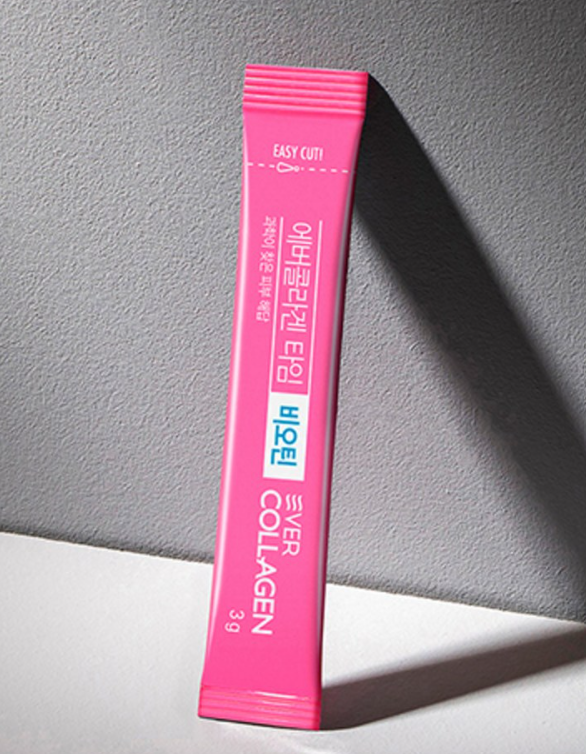 EASY CUT!
에버콜라겐 타임
과학이 찾은 피부 해답
비오틴
EVER
COLLAGEN
3g